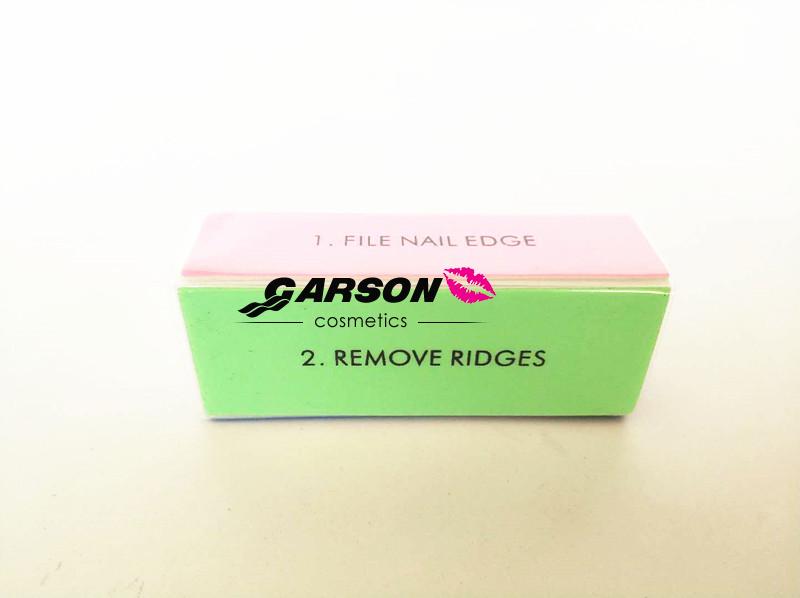 1. FILE NAIL EDGE
GARSON
cosmetics
2. REMOVE RIDGES